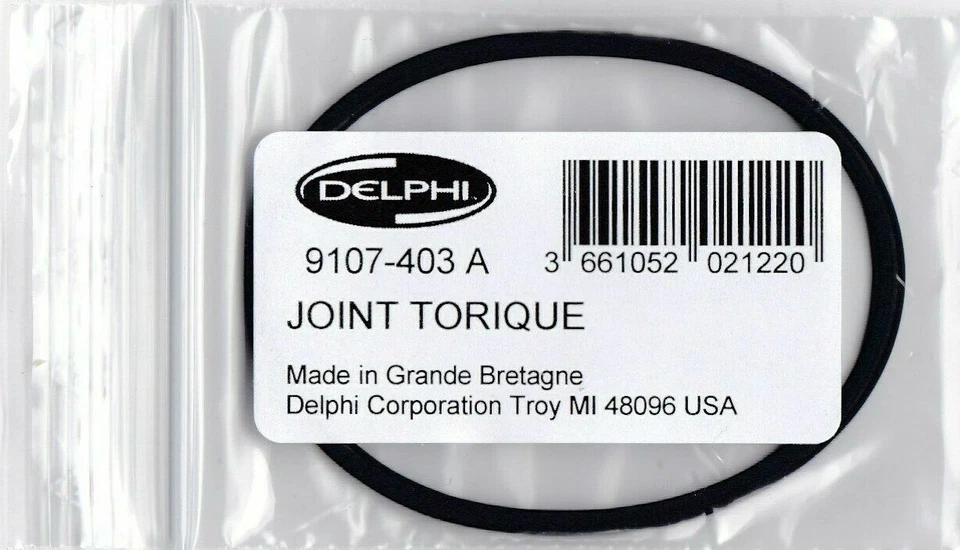 DELPHI
9107-403 A
3 661052 021220
JOINT TORIQUE
Made in Grande Bretagne
Delphi Corporation Troy MI 48096 USA